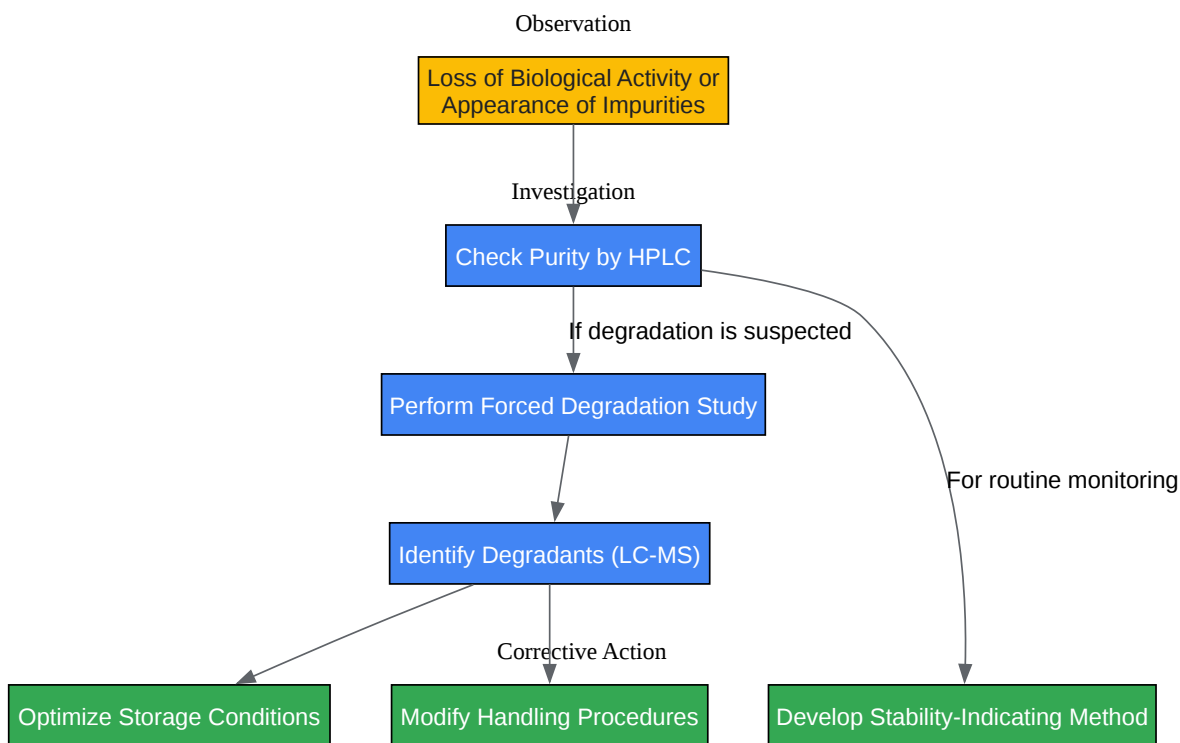 Observation
Loss of Biological Activity or
Appearance of Impurities
Investigation
Check Purity by HPLC
If degradation is suspected
Perform Forced Degradation Study
For routine monitoring
Identify Degradants (LC-MS)
Corrective Action
Optimize Storage Conditions
Modify Handling Procedures
Develop Stability-Indicating Method